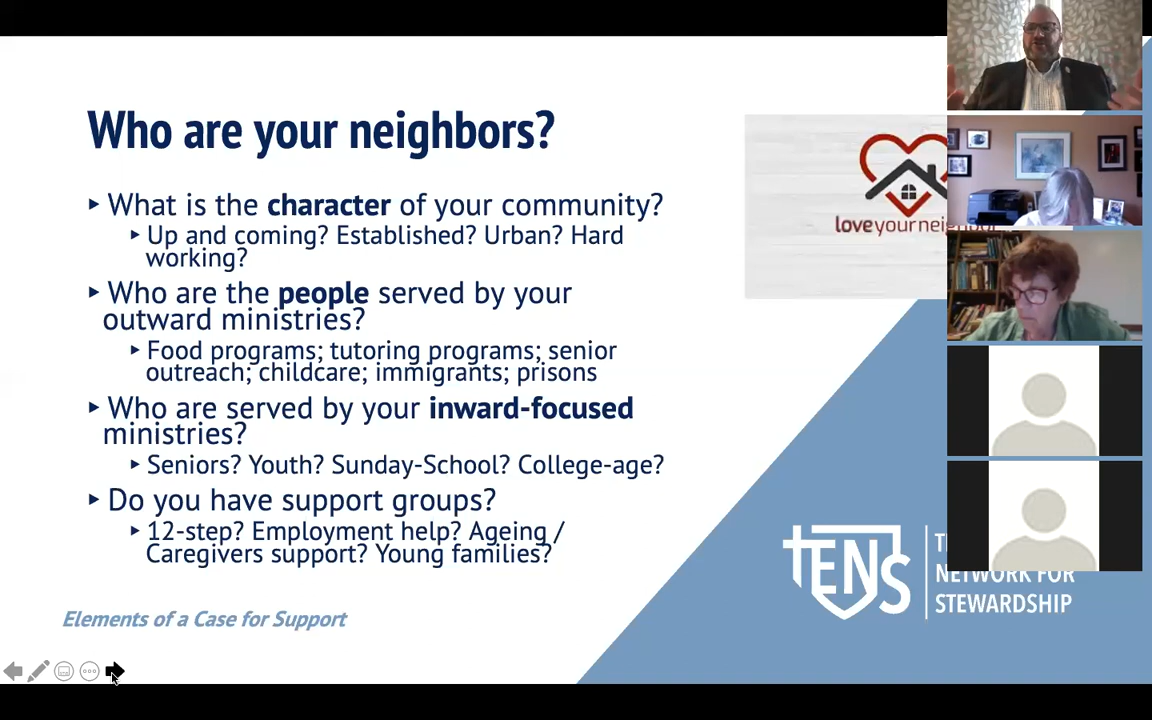 Who are your neighbors?
‣ What is the character of your community?
‣ Up and coming? Established? Urban? Hard
working?
‣ Who are the people served by your
outward ministries?
‣ Food programs; tutoring programs; senior
outreach; childcare; immigrants; prisons
‣ Who are served by your inward-focused
ministries?
‣ Seniors? Youth? Sunday-School? College-age?
‣ Do you have support groups?
‣ 12-step? Employment help? Ageing /
Caregivers support? Young families?
Elements of a Case for Support
loveyourneighbor
tENS
NETWORK FOR
STEWARDSHIP